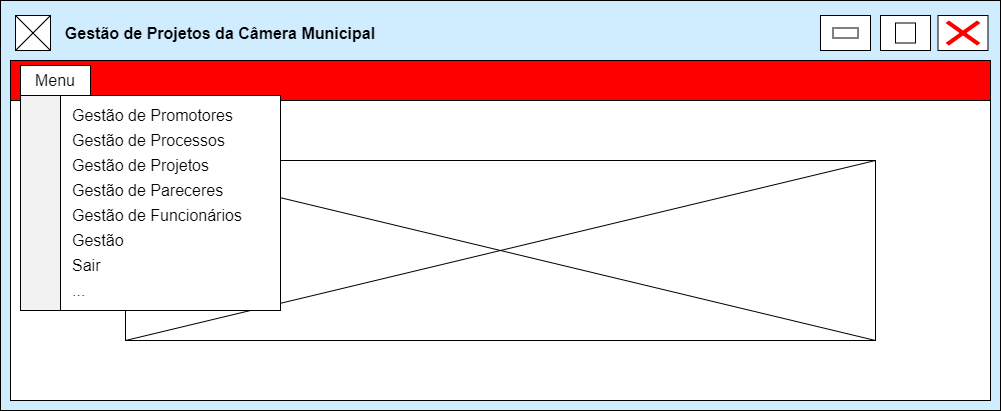 Gestão de Projetos da Câmera Municipal
Menu
Gestão de Promotores
Gestão de Processos
Gestão de Projetos
Gestão de Pareceres
Gestão de Funcionários
Gestão
Sair
...